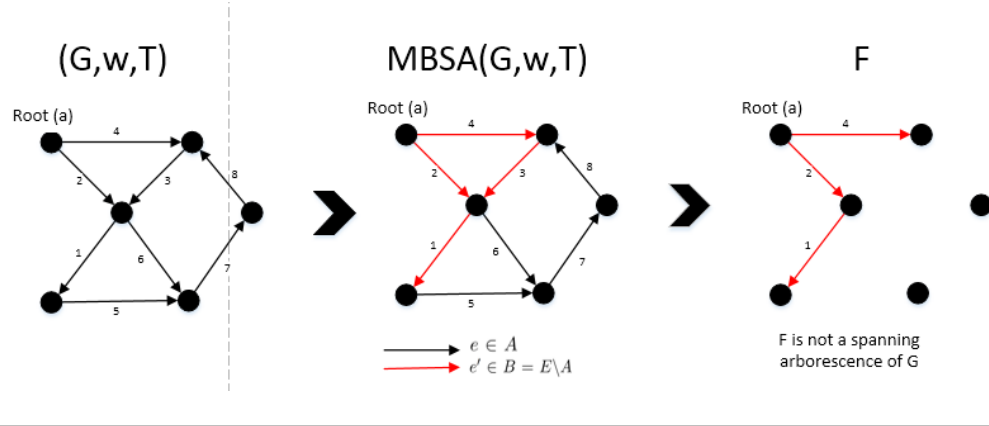 (G,w,T)
MBSA(G,w,T)
F
Root (a)
4
2
3
8
1
6
7
5
Root (a)
4
2
3
8
1
6
7
5
Root (a)
4
2
1
e ∈ A
e′ ∈ B = E\A
F is not a spanning
arborescence of G